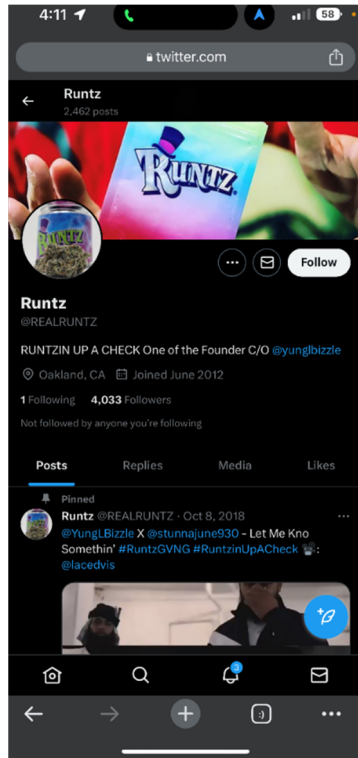 4:11
58
twitter.com
Runtz
2,462 posts
RUNTZ
RUNTZ
Follow
Runtz
@REALRUNTZ
RUNTZIN UP A CHECK One of the Founder C/O @yunglbizzle
Oakland, CA Joined June 2012
1 Following 4,033 Followers
Not followed by anyone you're following
Posts Replies Media Likes
Pinned
Runtz @REALRUNTZ · Oct 8, 2018
@YungLBizzle X @stunnajune930 - Let Me Kno
Somethin' #RuntzGVNG #RuntzinUpACheck 📽:
@lacedvis
3
:)